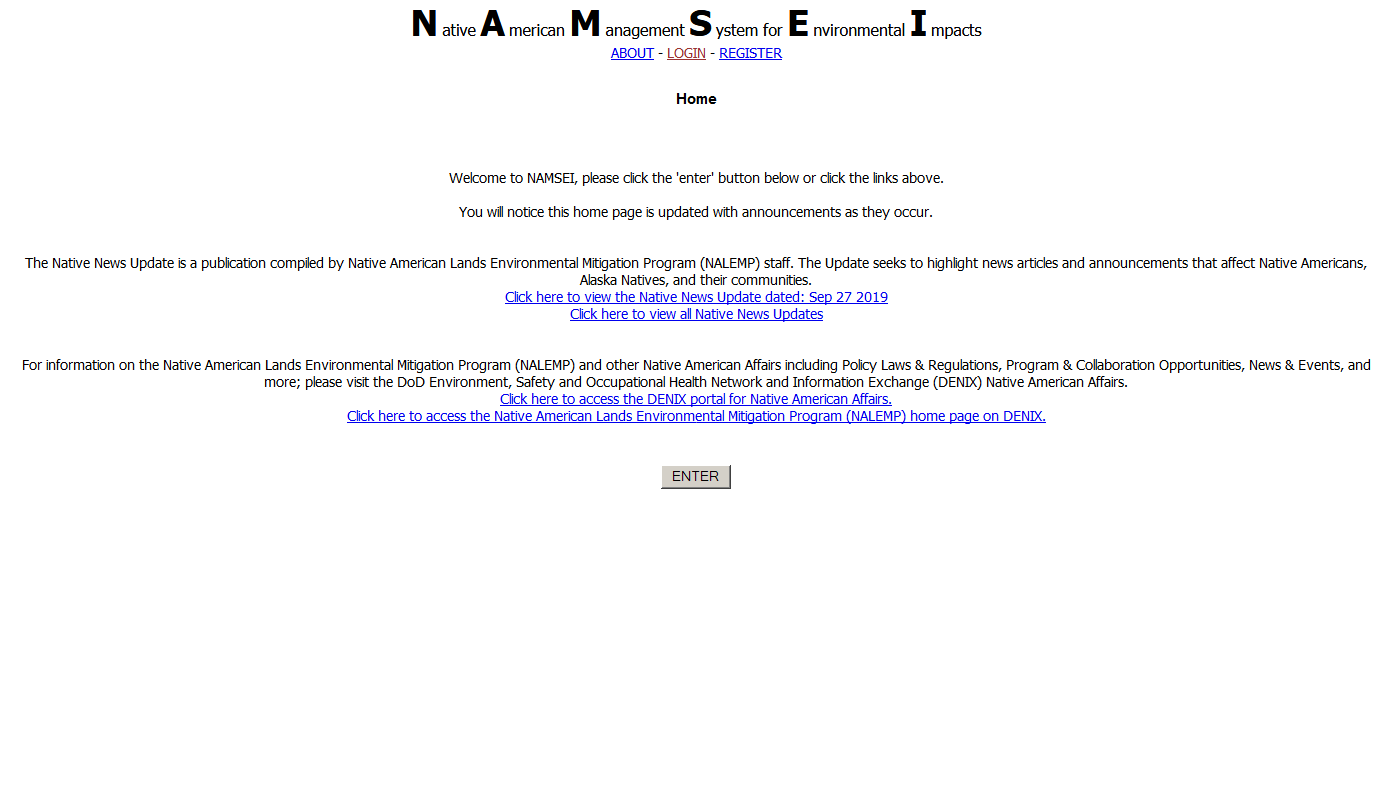 N ative A merican M anagement S ystem for E nvironmental I mpacts
ABOUT - LOGIN - REGISTER
Home
Welcome to NAMSEI, please click the 'enter' button below or click the links above.
You will notice this home page is updated with announcements as they occur.
The Native News Update is a publication compiled by Native American Lands Environmental Mitigation Program (NALEMP) staff. The Update seeks to highlight news articles and announcements that affect Native Americans,
Alaska Natives, and their communities.
Click here to view the Native News Update dated: Sep 27 2019
Click here to view all Native News Updates
For information on the Native American Lands Environmental Mitigation Program (NALEMP) and other Native American Affairs including Policy Laws & Regulations, Program & Collaboration Opportunities, News & Events, and
more; please visit the DoD Environment, Safety and Occupational Health Network and Information Exchange (DENIX) Native American Affairs.
Click here to access the DENIX portal for Native American Affairs.
Click here to access the Native American Lands Environmental Mitigation Program (NALEMP) home page on DENIX.
ENTER